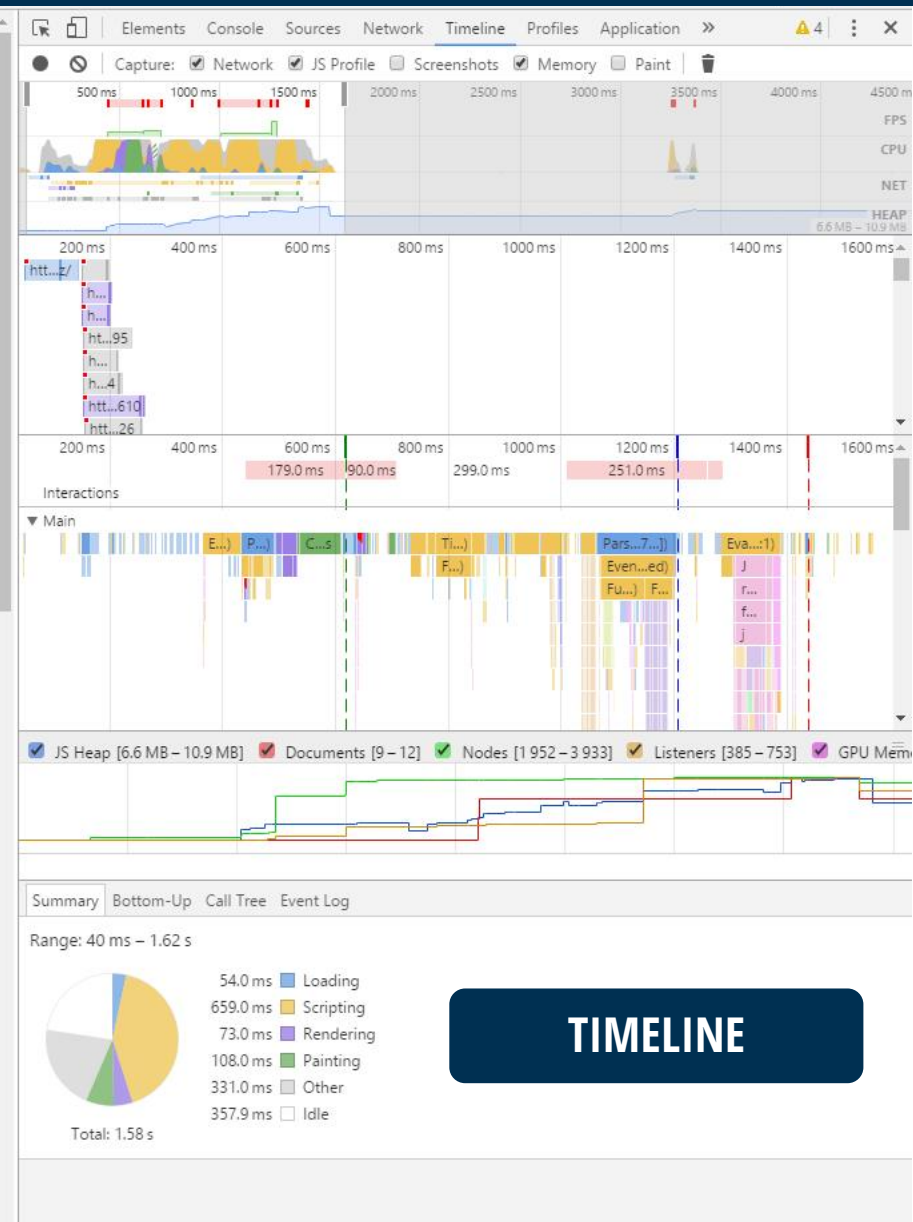 Elements Console Sources Network Timeline Profiles Application » 4
Capture: Network JS Profile Screenshots Memory Paint
500 ms 1000 ms 1500 ms 2000 ms 2500 ms 3000 ms 3500 ms 4000 ms 4500 m
FPS
CPU
NET
HEAP
6.6 MB – 10.9 MB
200 ms 400 ms 600 ms 800 ms 1000 ms 1200 ms 1400 ms 1600 ms
htt...z/
h...
h...
ht...95
h...
h...4
htt...610
htt...26
200 ms 400 ms 600 ms 800 ms 1000 ms 1200 ms 1400 ms 1600 ms
179.0 ms 90.0 ms 299.0 ms 251.0 ms
Interactions
Main
E...) P...) C...s Ti...) Pars...7...]) Eva...:1)
F...) Even...ed) J
Fu...) F... r...
f...
j
JS Heap [6.6 MB – 10.9 MB] Documents [9 – 12] Nodes [1 952 – 3 933] Listeners [385 – 753] GPU Mem
Summary Bottom-Up Call Tree Event Log
Range: 40 ms – 1.62 s
54.0 ms Loading
659.0 ms Scripting
73.0 ms Rendering
108.0 ms Painting
331.0 ms Other
357.9 ms Idle
Total: 1.58 s
TIMELINE